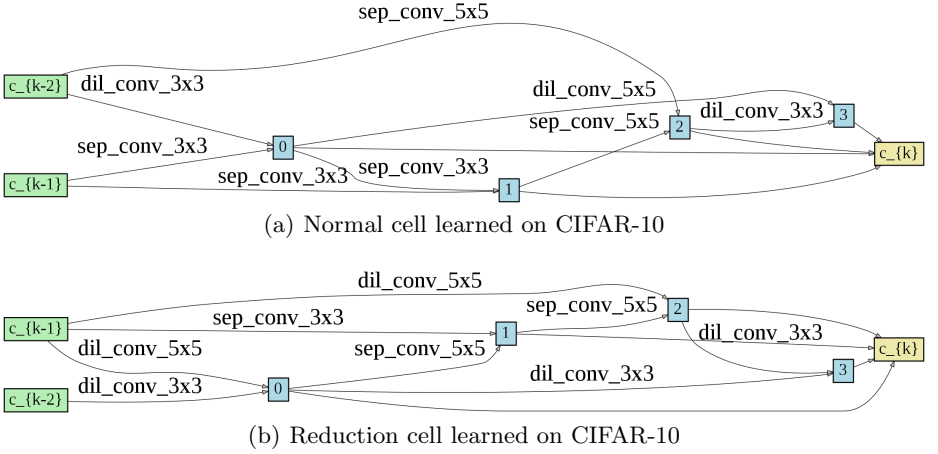 sep_conv_5x5
c_{k-2}
dil_conv_3x3
dil_conv_5x5
dil_conv_3x3
3
sep_conv_5x5
2
sep_conv_3x3
0
c_{k}
sep_conv_3x3
c_{k-1}
sep_conv_3x3
1
(a) Normal cell learned on CIFAR-10
dil_conv_5x5
sep_conv_5x5
2
c_{k-1}
sep_conv_3x3
1
dil_conv_3x3
dil_conv_5x5
sep_conv_5x5
c_{k}
3
dil_conv_3x3
dil_conv_3x3
0
c_{k-2}
(b) Reduction cell learned on CIFAR-10